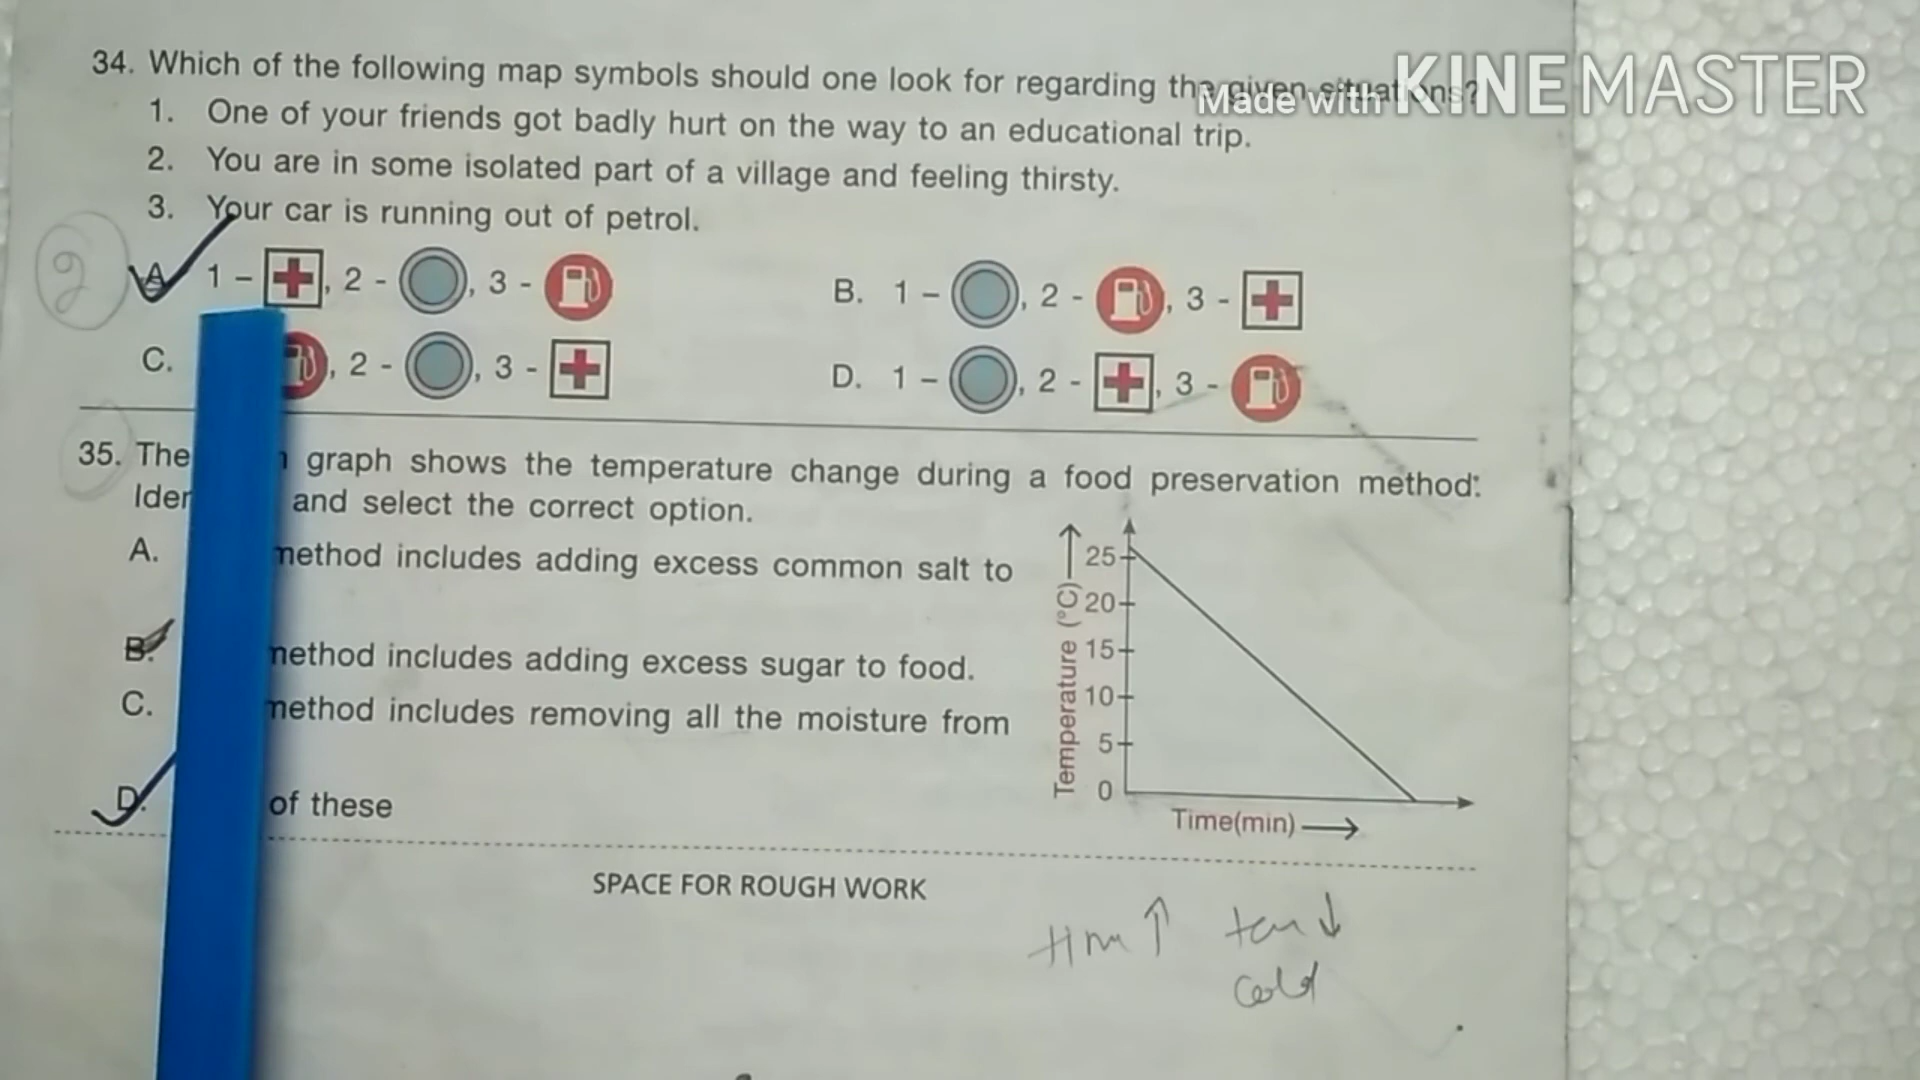 34. Which of the following map symbols should one look for regarding the given situations?
Made with KINEMASTER
1. One of your friends got badly hurt on the way to an educational trip.
2. You are in some isolated part of a village and feeling thirsty.
3. Your car is running out of petrol.
2
A 1 - , 2 - , 3 -
B. 1 - , 2 - , 3 -
C. , 2 - , 3 -
D. 1 - , 2 - , 3 -
35. The graph shows the temperature change during a food preservation method.
and select the correct option.
A. method includes adding excess common salt to
B. method includes adding excess sugar to food.
C. method includes removing all the moisture from
D. of these
Temperature (°C)
25
20
15
10
5
0
Time(min)
SPACE FOR ROUGH WORK
tem ↓
cold